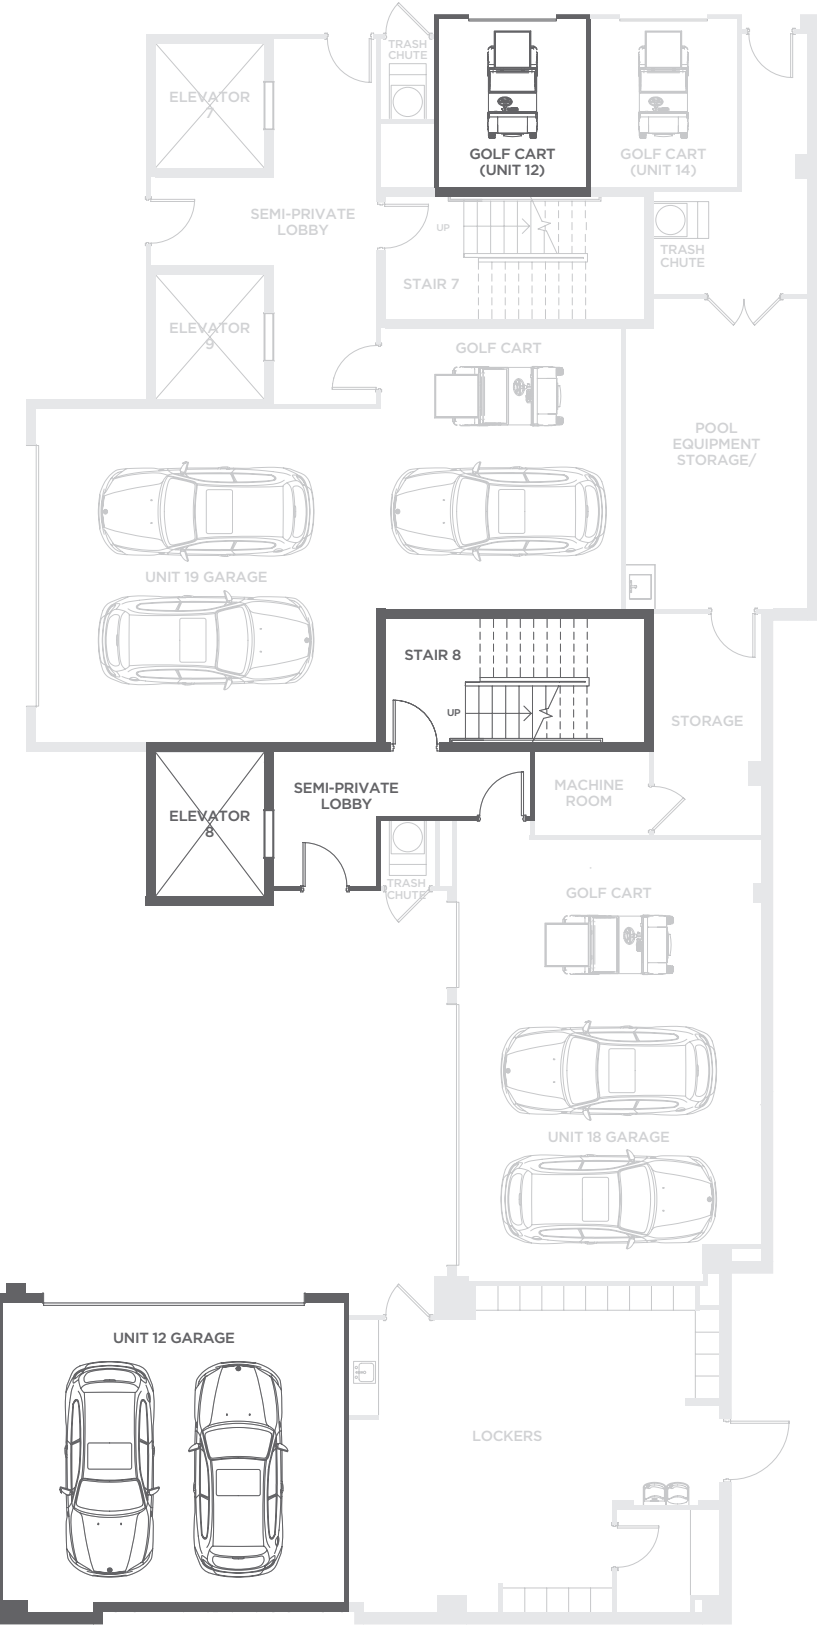 TRASH
CHUTE
ELEVATOR
7
GOLF CART
(UNIT 12)
GOLF CART
(UNIT 14)
SEMI-PRIVATE
LOBBY
UP
TRASH
CHUTE
STAIR 7
ELEVATOR
9
GOLF CART
POOL
EQUIPMENT
STORAGE/
UNIT 19 GARAGE
STAIR 8
UP
STORAGE
SEMI-PRIVATE
LOBBY
MACHINE
ROOM
ELEVATOR
8
TRASH
CHUTE
GOLF CART
UNIT 18 GARAGE
UNIT 12 GARAGE
LOCKERS